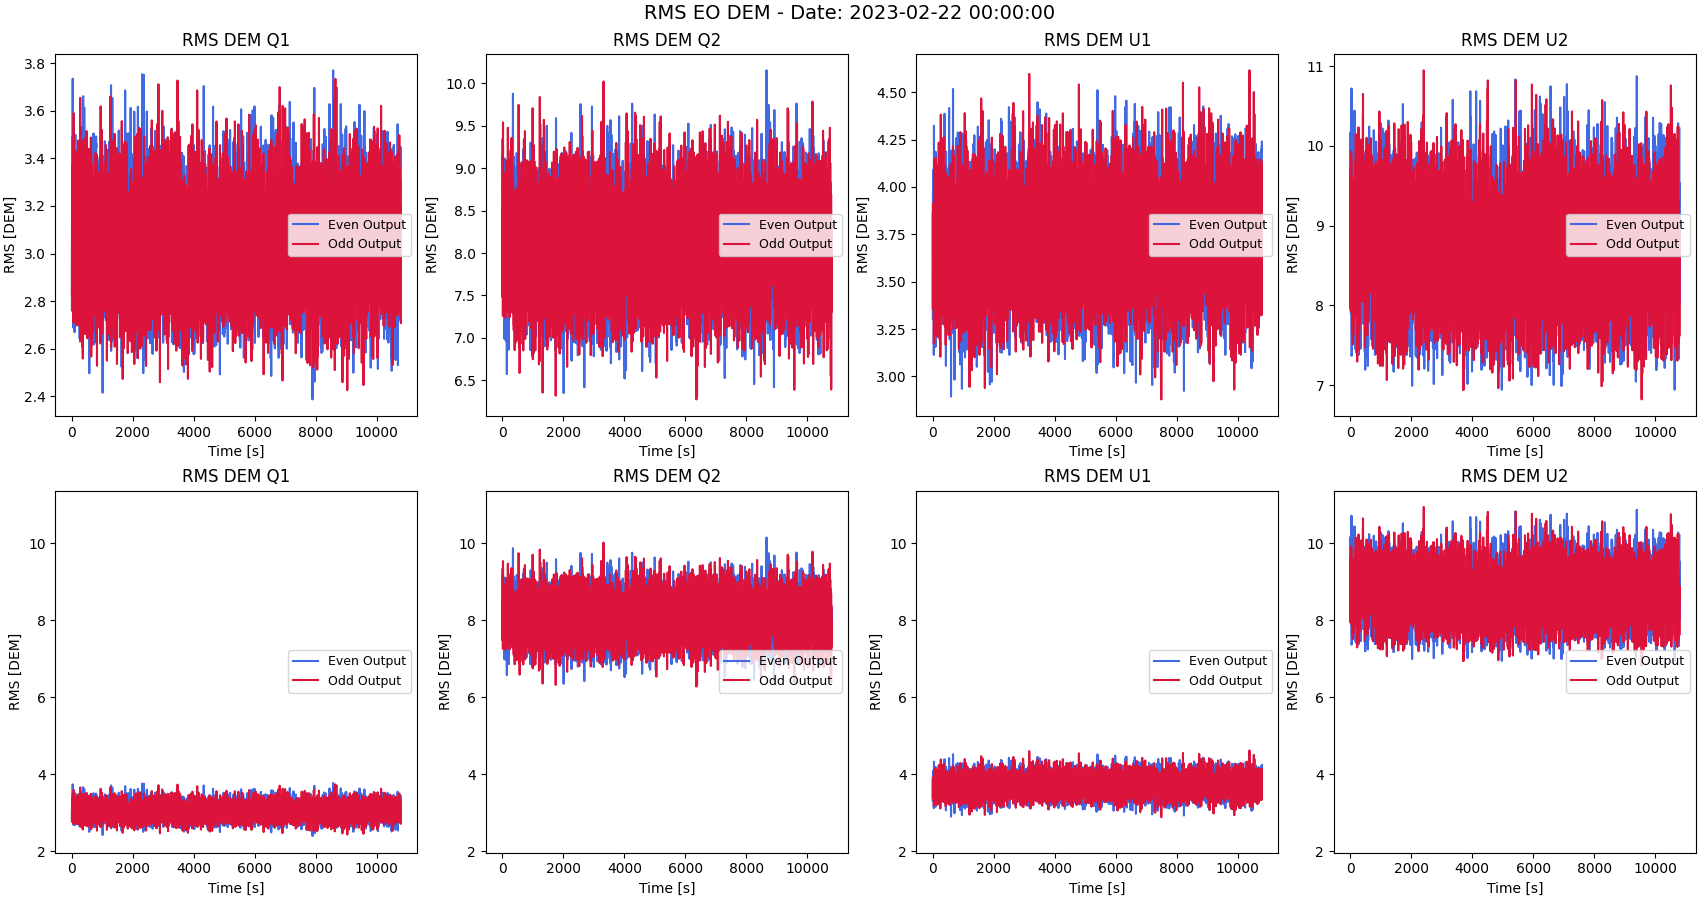 RMS EO DEM - Date: 2023-02-22 00:00:00
RMS DEM Q1
RMS [DEM]
3.8
3.6
3.4
3.2
3.0
2.8
2.6
2.4
Even Output
Odd Output
0 2000 4000 6000 8000 10000
Time [s]
RMS DEM Q2
RMS [DEM]
10.0
9.5
9.0
8.5
8.0
7.5
7.0
6.5
Even Output
Odd Output
0 2000 4000 6000 8000 10000
Time [s]
RMS DEM U1
RMS [DEM]
4.50
4.25
4.00
3.75
3.50
3.25
3.00
Even Output
Odd Output
0 2000 4000 6000 8000 10000
Time [s]
RMS DEM U2
RMS [DEM]
11
10
9
8
7
Even Output
Odd Output
0 2000 4000 6000 8000 10000
Time [s]
RMS DEM Q1
RMS [DEM]
10
8
6
4
2
Even Output
Odd Output
0 2000 4000 6000 8000 10000
Time [s]
RMS DEM Q2
RMS [DEM]
10
8
6
4
2
Even Output
Odd Output
0 2000 4000 6000 8000 10000
Time [s]
RMS DEM U1
RMS [DEM]
10
8
6
4
2
Even Output
Odd Output
0 2000 4000 6000 8000 10000
Time [s]
RMS DEM U2
RMS [DEM]
10
8
6
4
2
Even Output
Odd Output
0 2000 4000 6000 8000 10000
Time [s]